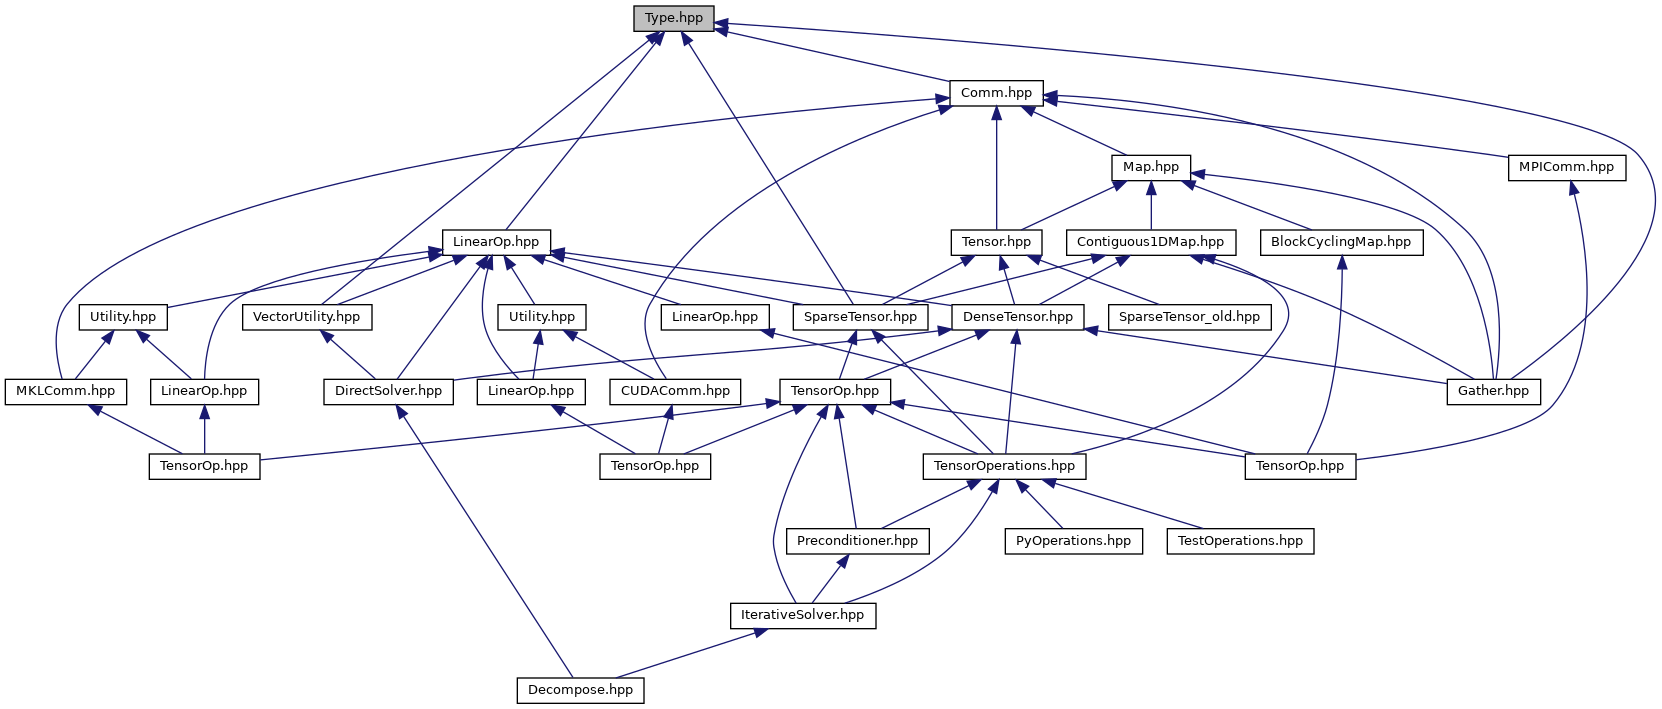 Type.hpp
Comm.hpp
Map.hpp
MPIComm.hpp
LinearOp.hpp
Tensor.hpp
Contiguous1DMap.hpp
BlockCyclingMap.hpp
Utility.hpp
VectorUtility.hpp
Utility.hpp
LinearOp.hpp
SparseTensor.hpp
DenseTensor.hpp
SparseTensor_old.hpp
MKLComm.hpp
LinearOp.hpp
DirectSolver.hpp
LinearOp.hpp
CUDAComm.hpp
TensorOp.hpp
Gather.hpp
TensorOp.hpp
TensorOp.hpp
TensorOperations.hpp
TensorOp.hpp
Preconditioner.hpp
PyOperations.hpp
TestOperations.hpp
IterativeSolver.hpp
Decompose.hpp